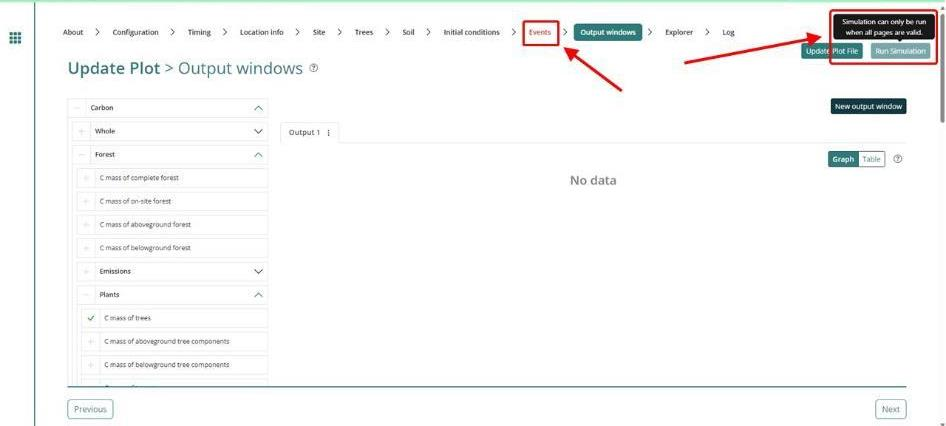 Simulation can only be run
when all pages are valid.
About > Configuration > Timing > Location info > Site > Trees > Soil > Initial conditions > Events > Output windows > Explorer > Log
Update Plot File
Run Simulation
Update Plot > Output windows
Carbon
New output window
Whole
Output 1
Forest
Graph
Table
C mass of complete forest
No data
C mass of on-site forest
C mass of aboveground forest
C mass of belowground forest
Emissions
Plants
C mass of trees
C mass of aboveground tree components
C mass of belowground tree components
Previous
Next